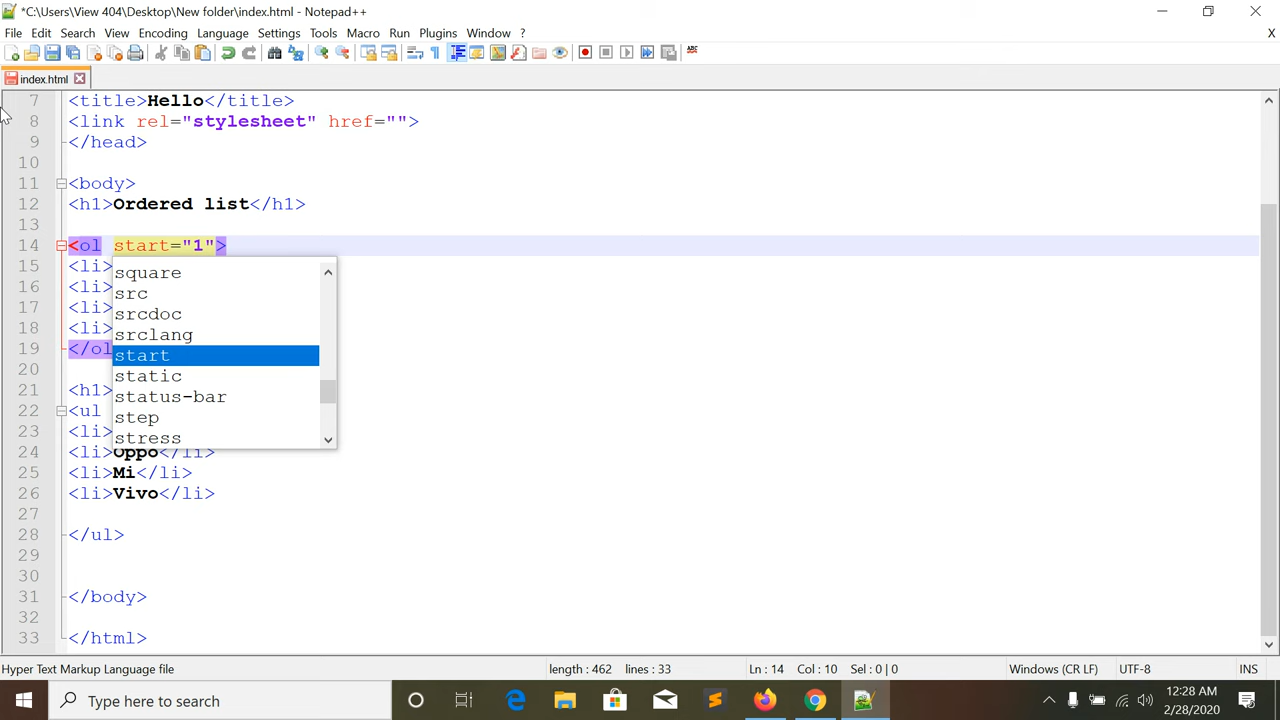 *C:\Users\View 404\Desktop\New folder\index.html - Notepad++
File Edit Search View Encoding Language Settings Tools Macro Run Plugins Window ? X
index.html
7 <title>Hello</title>
8 <link rel="stylesheet" href="">
9 </head>
10
11 <body>
12 <h1>Ordered list</h1>
13
14 <ol start="1">
15 <li>
16 <li>
17 <li>
18 <li>
19 </ol
20
21 <h1>
22 <ul
23 <li>
24 <li>Oppo</li>
25 <li>Mi</li>
26 <li>Vivo</li>
27
28 </ul>
29
30
31 </body>
32
33 </html>
square
src
srcdoc
srclang
start
static
status-bar
step
stress
Hyper Text Markup Language file length : 462 lines : 33 Ln : 14 Col : 10 Sel : 0 | 0 Windows (CR LF) UTF-8 INS
Type here to search
12:28 AM
2/28/2020